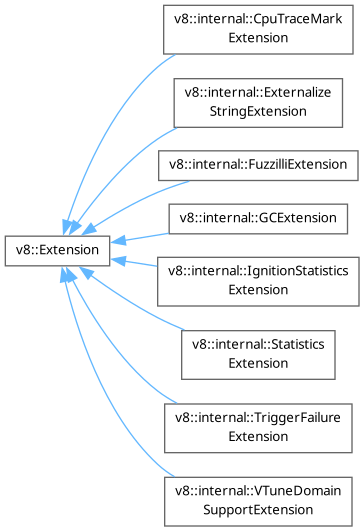 v8::internal::CpuTraceMark
Extension
v8::internal::Externalize
StringExtension
v8::internal::FuzzilliExtension
v8::internal::GCExtension
v8::Extension
v8::internal::IgnitionStatistics
Extension
v8::internal::Statistics
Extension
v8::internal::TriggerFailure
Extension
v8::internal::VTuneDomain
SupportExtension